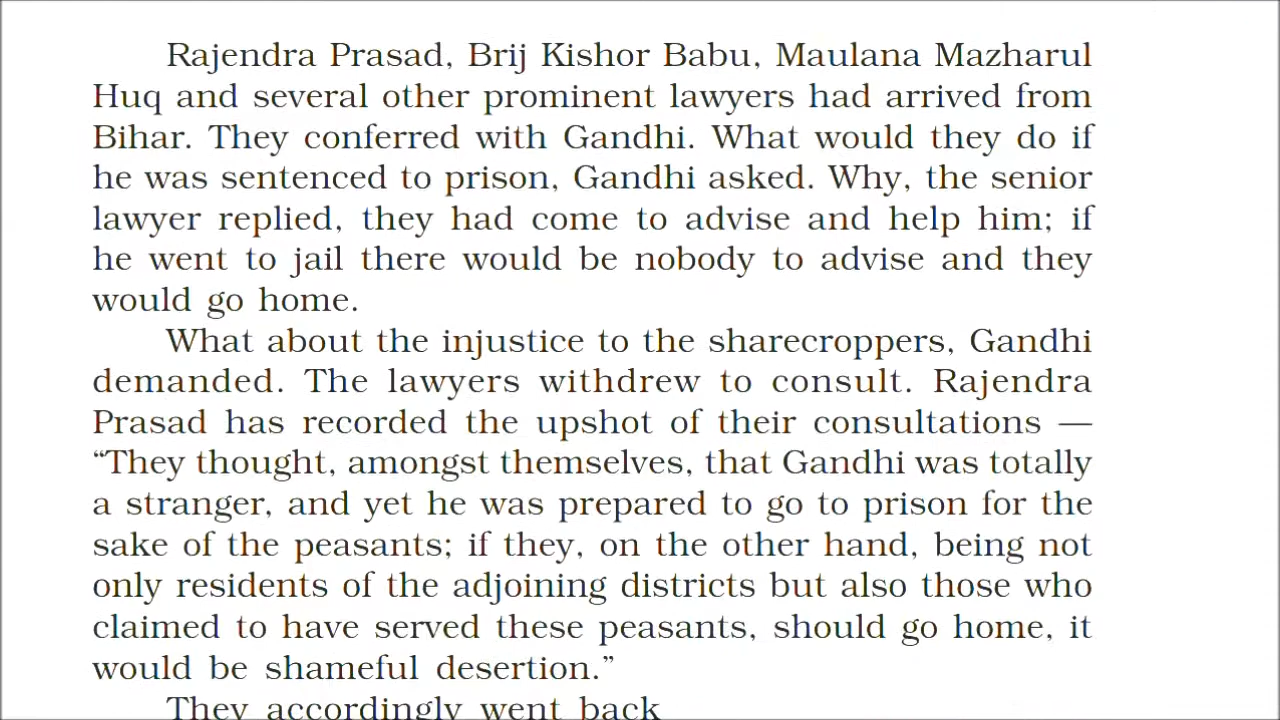 Rajendra Prasad, Brij Kishor Babu, Maulana Mazharul
Huq and several other prominent lawyers had arrived from
Bihar. They conferred with Gandhi. What would they do if
he was sentenced to prison, Gandhi asked. Why, the senior
lawyer replied, they had come to advise and help him; if
he went to jail there would be nobody to advise and they
would go home.
What about the injustice to the sharecroppers, Gandhi
demanded. The lawyers withdrew to consult. Rajendra
Prasad has recorded the upshot of their consultations —
“They thought, amongst themselves, that Gandhi was totally
a stranger, and yet he was prepared to go to prison for the
sake of the peasants; if they, on the other hand, being not
only residents of the adjoining districts but also those who
claimed to have served these peasants, should go home, it
would be shameful desertion.”
They accordingly went back